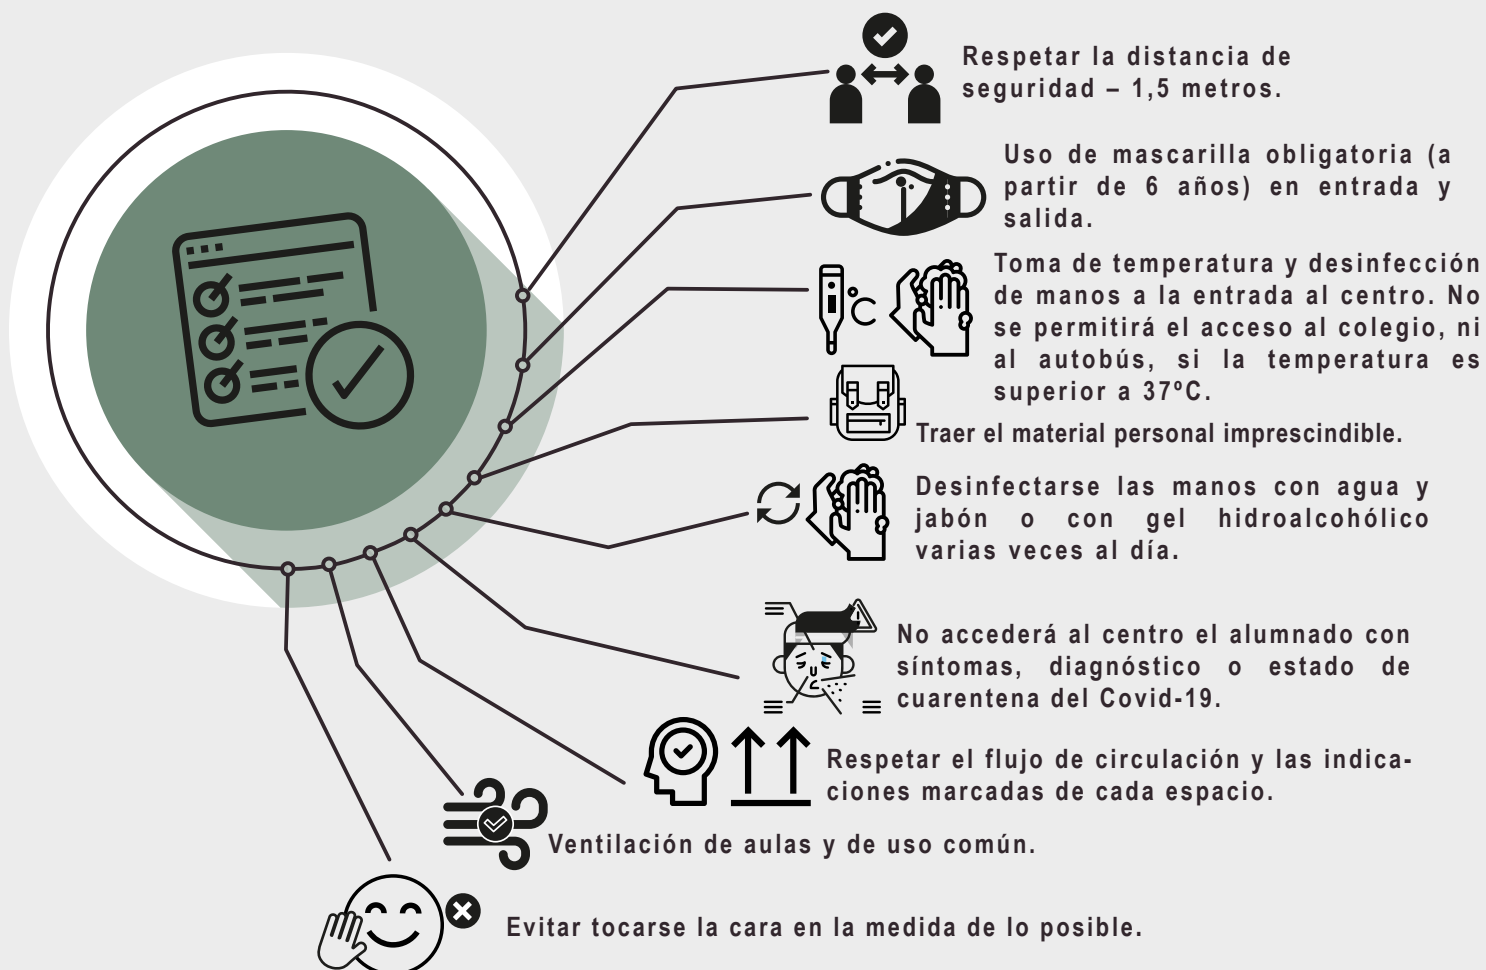 Respetar la distancia de
seguridad – 1,5 metros.
Uso de mascarilla obligatoria (a
partir de 6 años) en entrada y
salida.
Toma de temperatura y desinfección
de manos a la entrada al centro. No
se permitirá el acceso al colegio, ni
al autobús, si la temperatura es
superior a 37ºC.
°C
Traer el material personal imprescindible.
Desinfectarse las manos con agua y
jabón o con gel hidroalcohólico
varias veces al día.
No accederá al centro el alumnado con
síntomas, diagnóstico o estado de
cuarentena del Covid-19.
Respetar el flujo de circulación y las indica-
ciones marcadas de cada espacio.
Ventilación de aulas y de uso común.
Evitar tocarse la cara en la medida de lo posible.